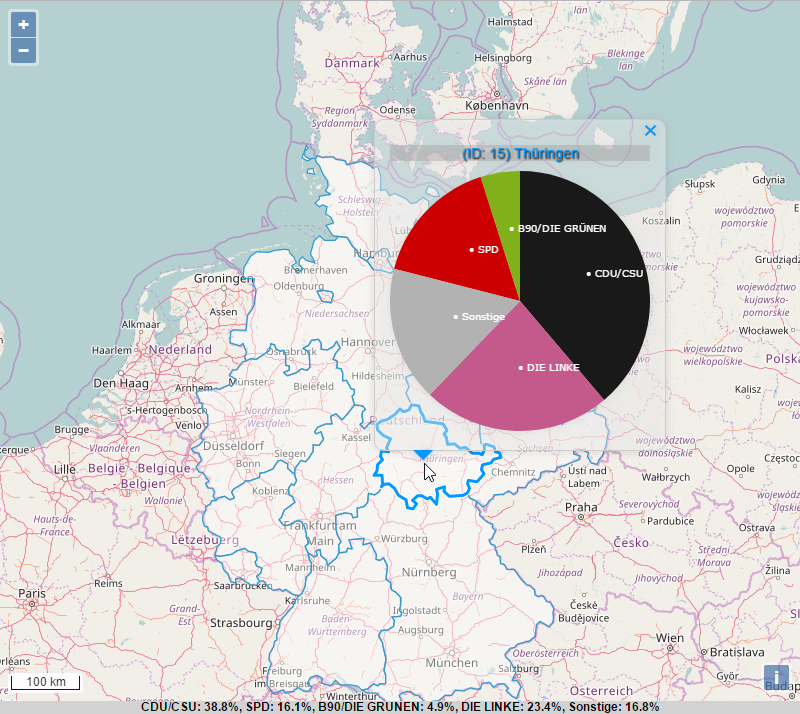 +
−
Halmstad
län
län
Danmark
Aarhus
Helsingborg
Blekinge
län
Skåne län
Odense
København
Region
Syddanmark
×
(ID: 15) Thüringen
Słupsk
Gdynia
Schleswig-
Holstein
województwo
pomorskie
Koszalin
B90/DIE GRÜNEN
SPD
CDU/CSU
Groningen
Bremerhaven
Oldenburg
Assen
Grudziądz
województwo
kujawsko-
pomorskie
Niedersachsen
Sonstige
Alkmaar
Haarlem
Nederland
Włocławek
Hannover
Osnabrück
województwo
wielkopolskie
Polska
DIE LINKE
Den Haag
Arnhem
Münster
Bielefeld
Hildesheim
Kalisz
's-Hertogenbosch
Nordrhein-
Westfalen
Deutschland
Brugge
Venlo
Kassel
województwo
dolnośląskie
Vlaanderen
Düsseldorf
Siegen
Sachsen
Lille
België - Belgique
- Belgien
Bonn
Thüringen
Chemnitz
Ústí nad
Labem
Wałbrzych
Opole
Wallonie
Koblenz
Hessen
Praha
Severovýchod
Pardubice
Hauts-de-
France
Frankfurt am
Main
Ostrava
Lëtzebuerg
Würzburg
Plzeň
Česko
Střední
Morava
Mannheim
Nürnberg
Jihozápad
Jihovýchod
Žilina
Reims
Saarbrücken
Paris
Grand-
Est
Karlsruhe
Ingolstadt
Bayern
České
Budějovice
Strasbourg
Baden-
Württemberg
Augsburg
Wien
Bratislava
München
Oberösterreich
Freiburg
im Breisgau
Salzburg
Győr
100 km
Winterthur
Österreich
i
CDU/CSU: 38.8%, SPD: 16.1%, B90/DIE GRÜNEN: 4.9%, DIE LINKE: 23.4%, Sonstige: 16.8%